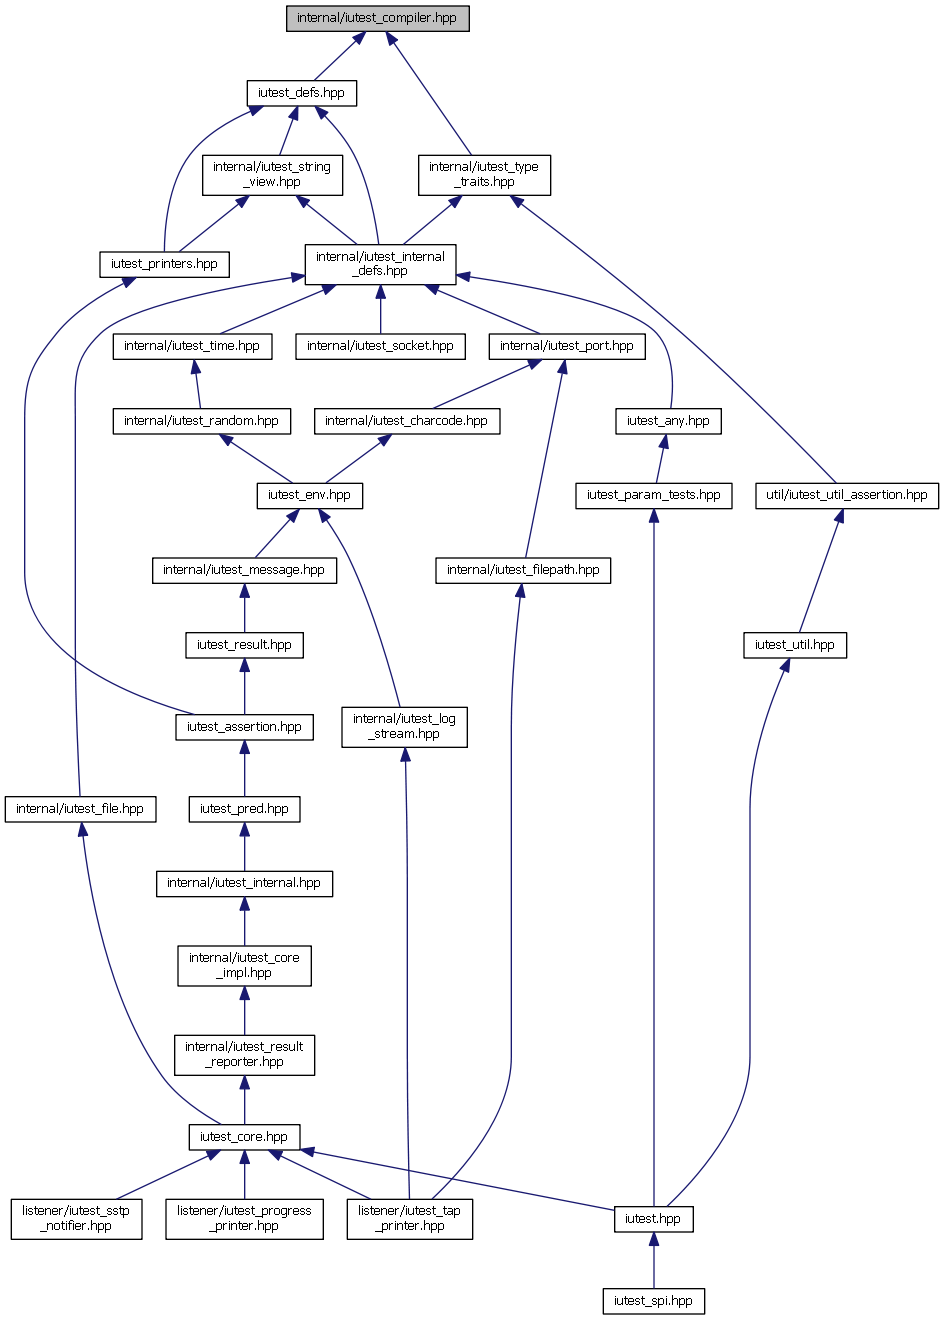 internal/iutest_compiler.hpp
iutest_defs.hpp
internal/iutest_string
_view.hpp
internal/iutest_type
_traits.hpp
iutest_printers.hpp
internal/iutest_internal
_defs.hpp
internal/iutest_time.hpp
internal/iutest_socket.hpp
internal/iutest_port.hpp
internal/iutest_random.hpp
internal/iutest_charcode.hpp
iutest_any.hpp
iutest_env.hpp
iutest_param_tests.hpp
util/iutest_util_assertion.hpp
internal/iutest_message.hpp
internal/iutest_filepath.hpp
iutest_result.hpp
iutest_util.hpp
iutest_assertion.hpp
internal/iutest_log
_stream.hpp
internal/iutest_file.hpp
iutest_pred.hpp
internal/iutest_internal.hpp
internal/iutest_core
_impl.hpp
internal/iutest_result
_reporter.hpp
iutest_core.hpp
listener/iutest_sstp
_notifier.hpp
listener/iutest_progress
_printer.hpp
listener/iutest_tap
_printer.hpp
iutest.hpp
iutest_spi.hpp